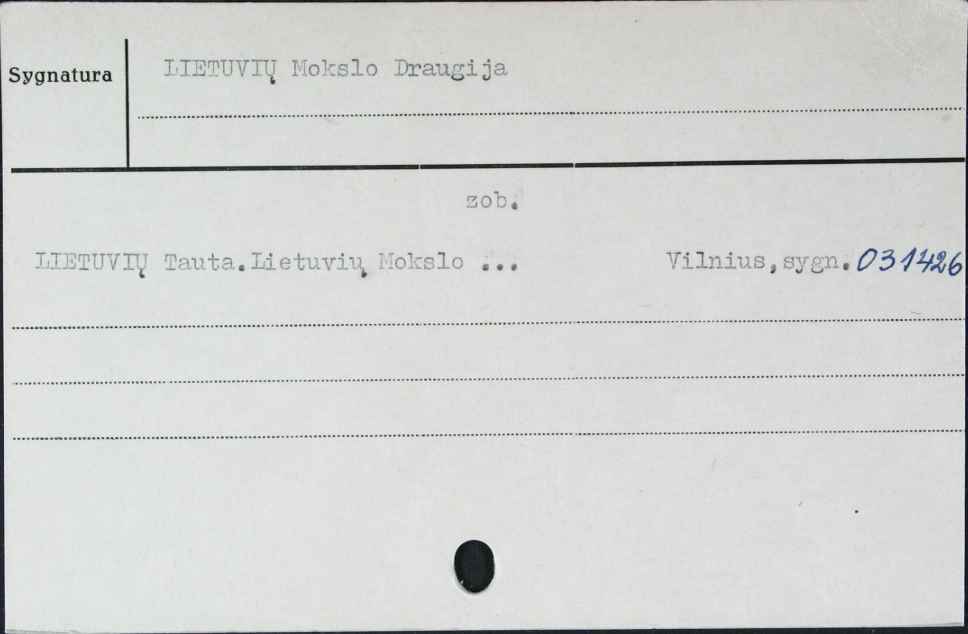 Sygnatura
LIETUVIŲ Mokslo Draugija
zob.
LIETUVIŲ Tauta.Lietuvių Mokslo ... Vilnius,sygn.031426